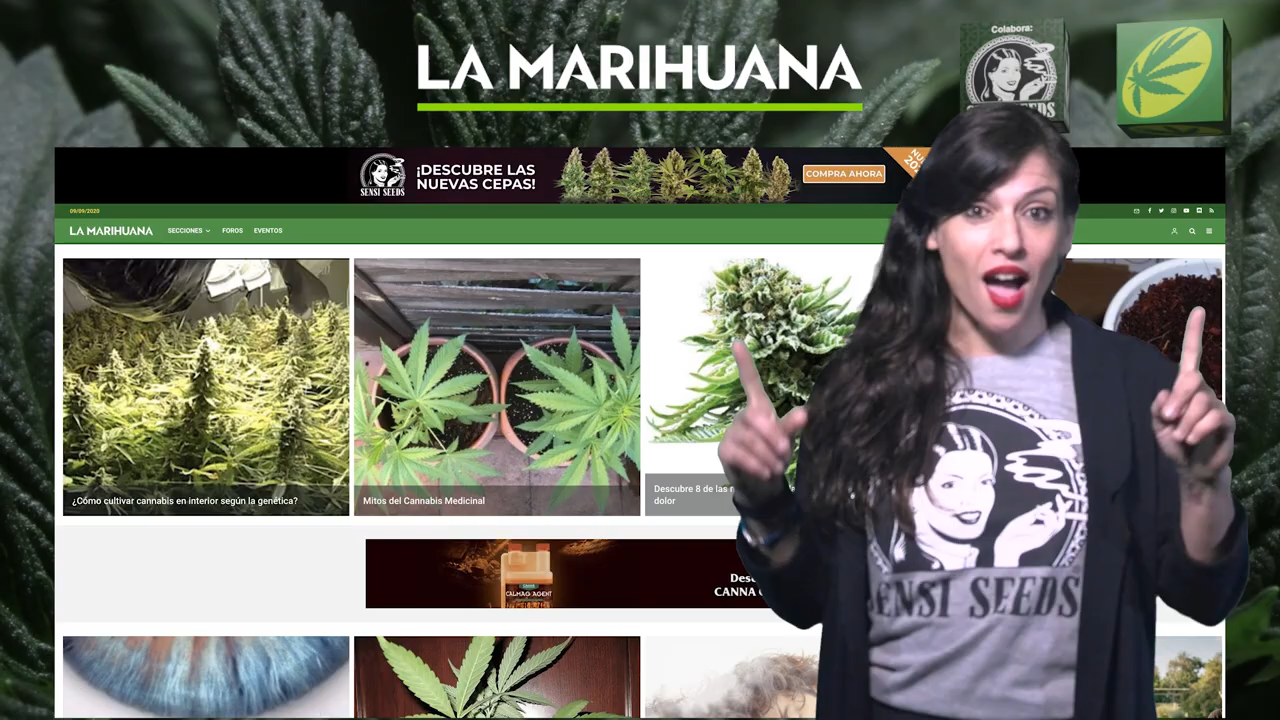 LA MARIHUANA
Colabora:
SENSI SEEDS
¡DESCUBRE LAS
NUEVAS CEPAS!
COMPRA AHORA
09/09/2020
LA MARIHUANA
SECCIONES
FOROS
EVENTOS
¿Cómo cultivar cannabis en interior según la genética?
Mitos del Cannabis Medicinal
Descubre 8 de las
dolor
CALMAG AGENT
CANNA
SENSI SEEDS